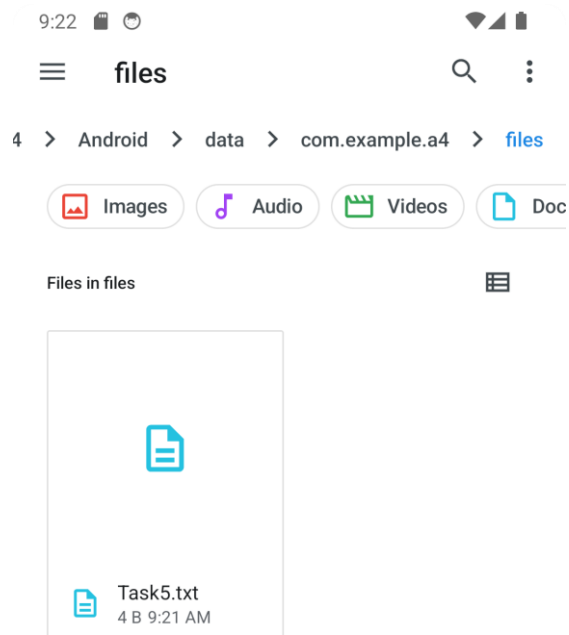 9:22
files
4 > Android > data > com.example.a4 > files
Images Audio Videos Doc
Files in files
Task5.txt
4 B 9:21 AM